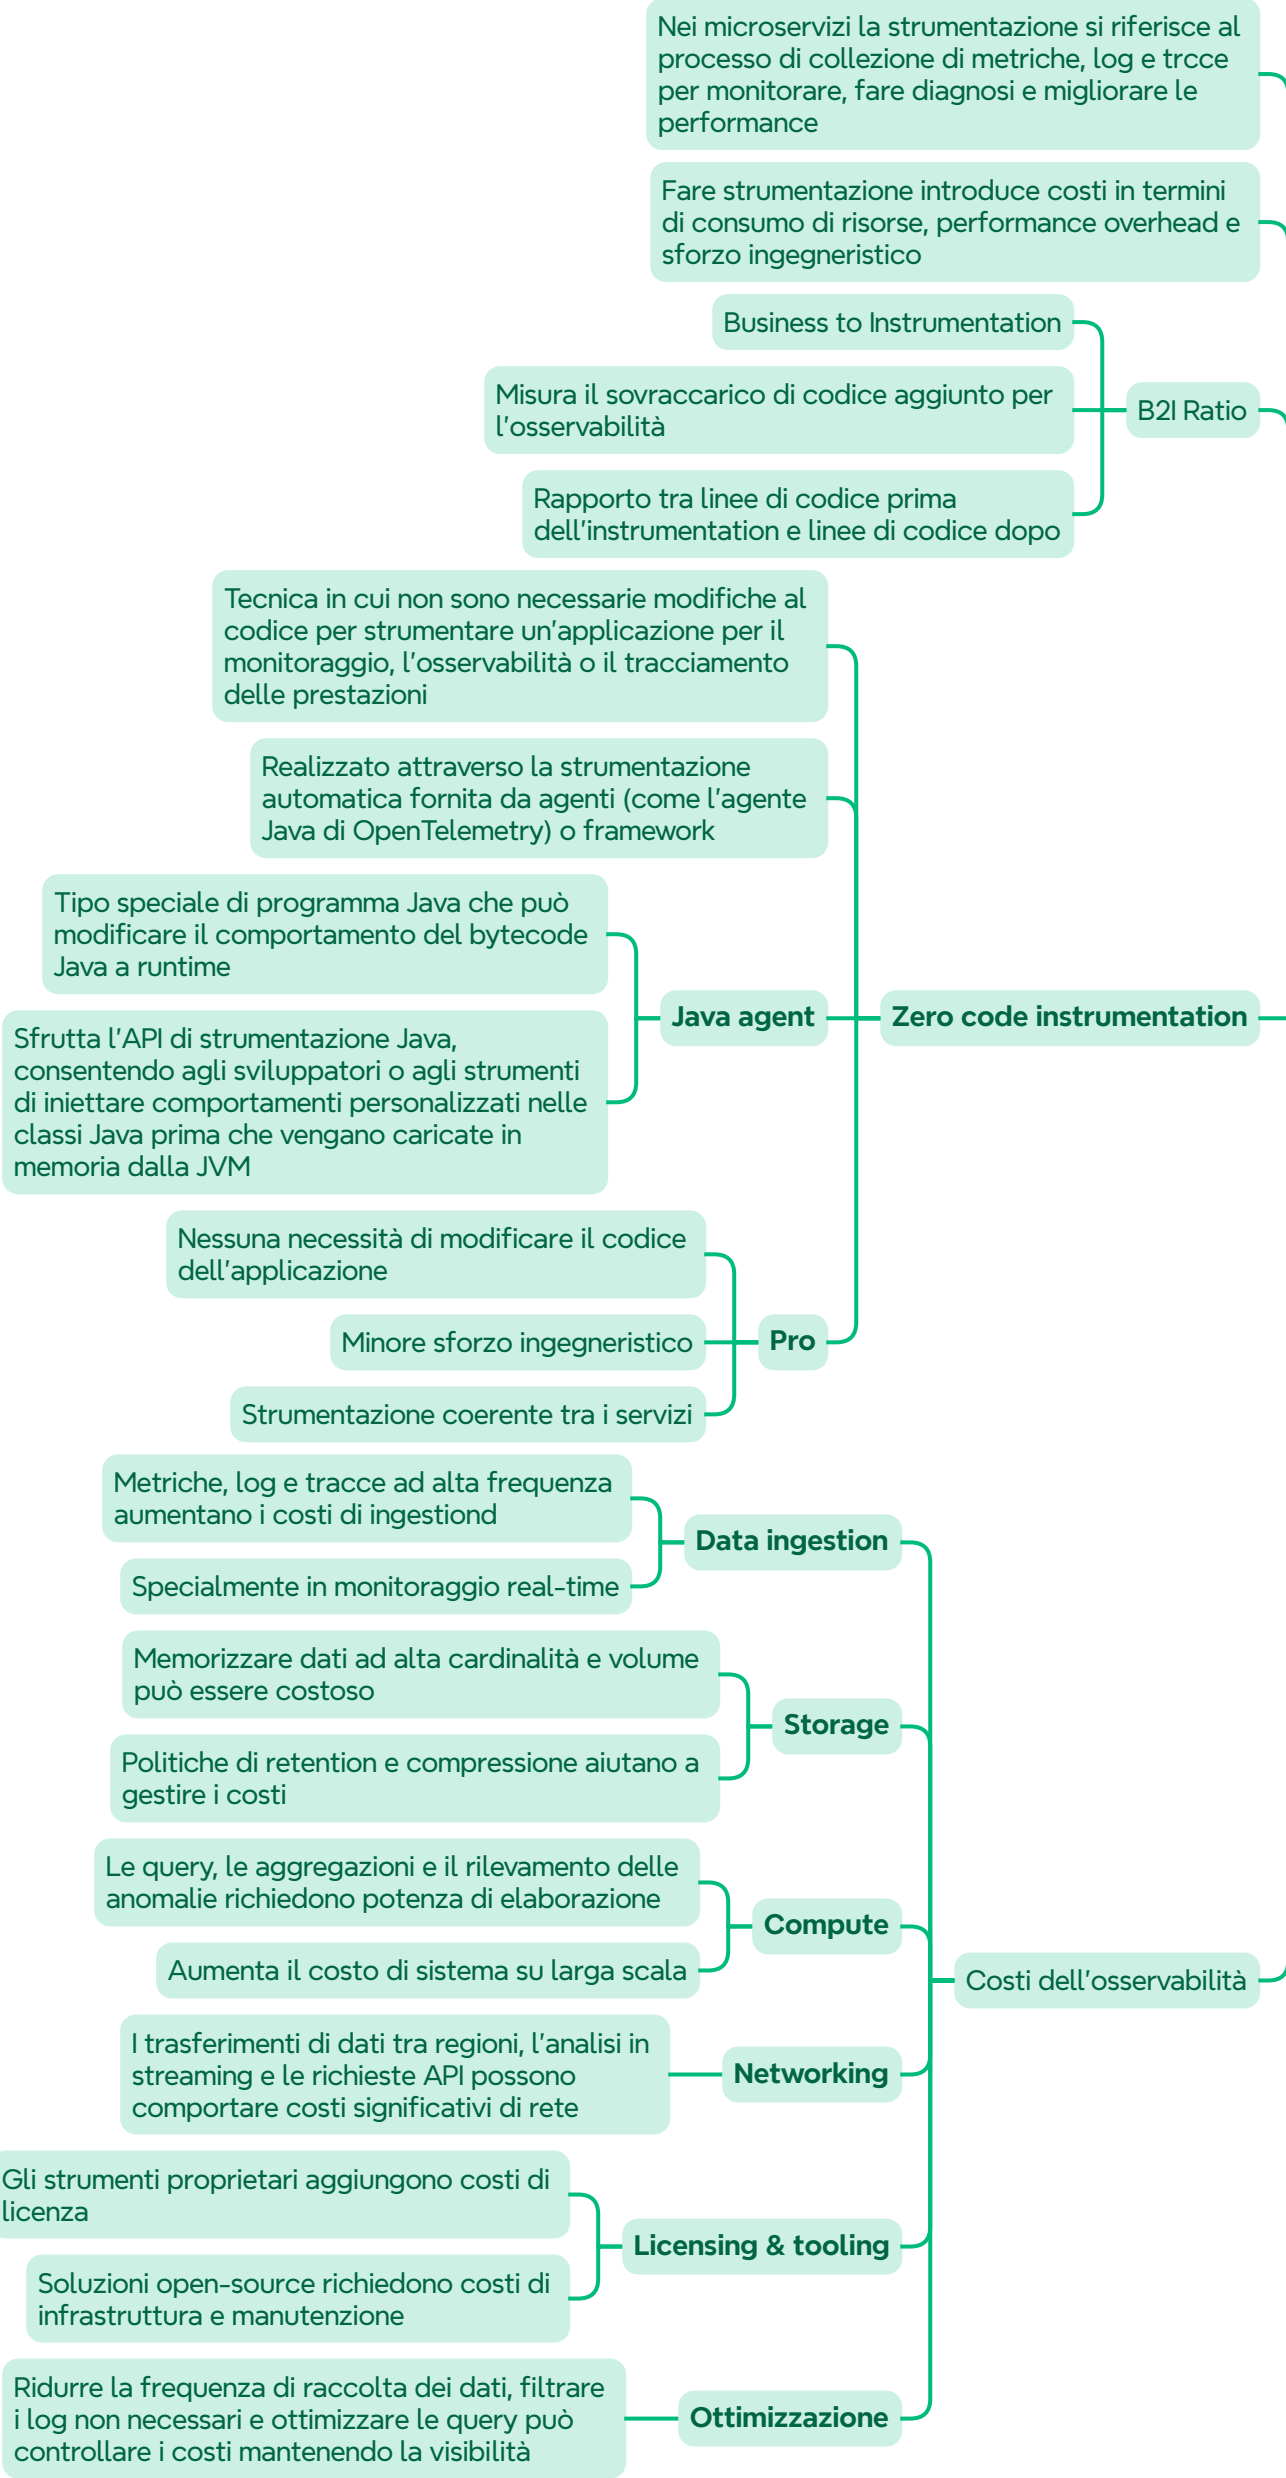 Nei microservizi la strumentazione si riferisce al
processo di collezione di metriche, log e trcce
per monitorare, fare diagnosi e migliorare le
performance
Fare strumentazione introduce costi in termini
di consumo di risorse, performance overhead e
sforzo ingegneristico
B2I Ratio
Business to Instrumentation
Misura il sovraccarico di codice aggiunto per
l'osservabilità
Rapporto tra linee di codice prima
dell'instrumentation e linee di codice dopo
Zero code instrumentation
Tecnica in cui non sono necessarie modifiche al
codice per strumentare un'applicazione per il
monitoraggio, l'osservabilità o il tracciamento
delle prestazioni
Realizzato attraverso la strumentazione
automatica fornita da agenti (come l'agente
Java di OpenTelemetry) o framework
Java agent
Tipo speciale di programma Java che può
modificare il comportamento del bytecode
Java a runtime
Sfrutta l'API di strumentazione Java,
consentendo agli sviluppatori o agli strumenti
di iniettare comportamenti personalizzati nelle
classi Java prima che vengano caricate in
memoria dalla JVM
Pro
Nessuna necessità di modificare il codice
dell'applicazione
Minore sforzo ingegneristico
Strumentazione coerente tra i servizi
Costi dell'osservabilità
Data ingestion
Metriche, log e tracce ad alta frequenza
aumentano i costi di ingestiond
Specialmente in monitoraggio real-time
Storage
Memorizzare dati ad alta cardinalità e volume
può essere costoso
Politiche di retention e compressione aiutano a
gestire i costi
Compute
Le query, le aggregazioni e il rilevamento delle
anomalie richiedono potenza di elaborazione
Aumenta il costo di sistema su larga scala
Networking
I trasferimenti di dati tra regioni, l'analisi in
streaming e le richieste API possono
comportare costi significativi di rete
Licensing & tooling
Gli strumenti proprietari aggiungono costi di
licenza
Soluzioni open-source richiedono costi di
infrastruttura e manutenzione
Ottimizzazione
Ridurre la frequenza di raccolta dei dati, filtrare
i log non necessari e ottimizzare le query può
controllare i costi mantenendo la visibilità